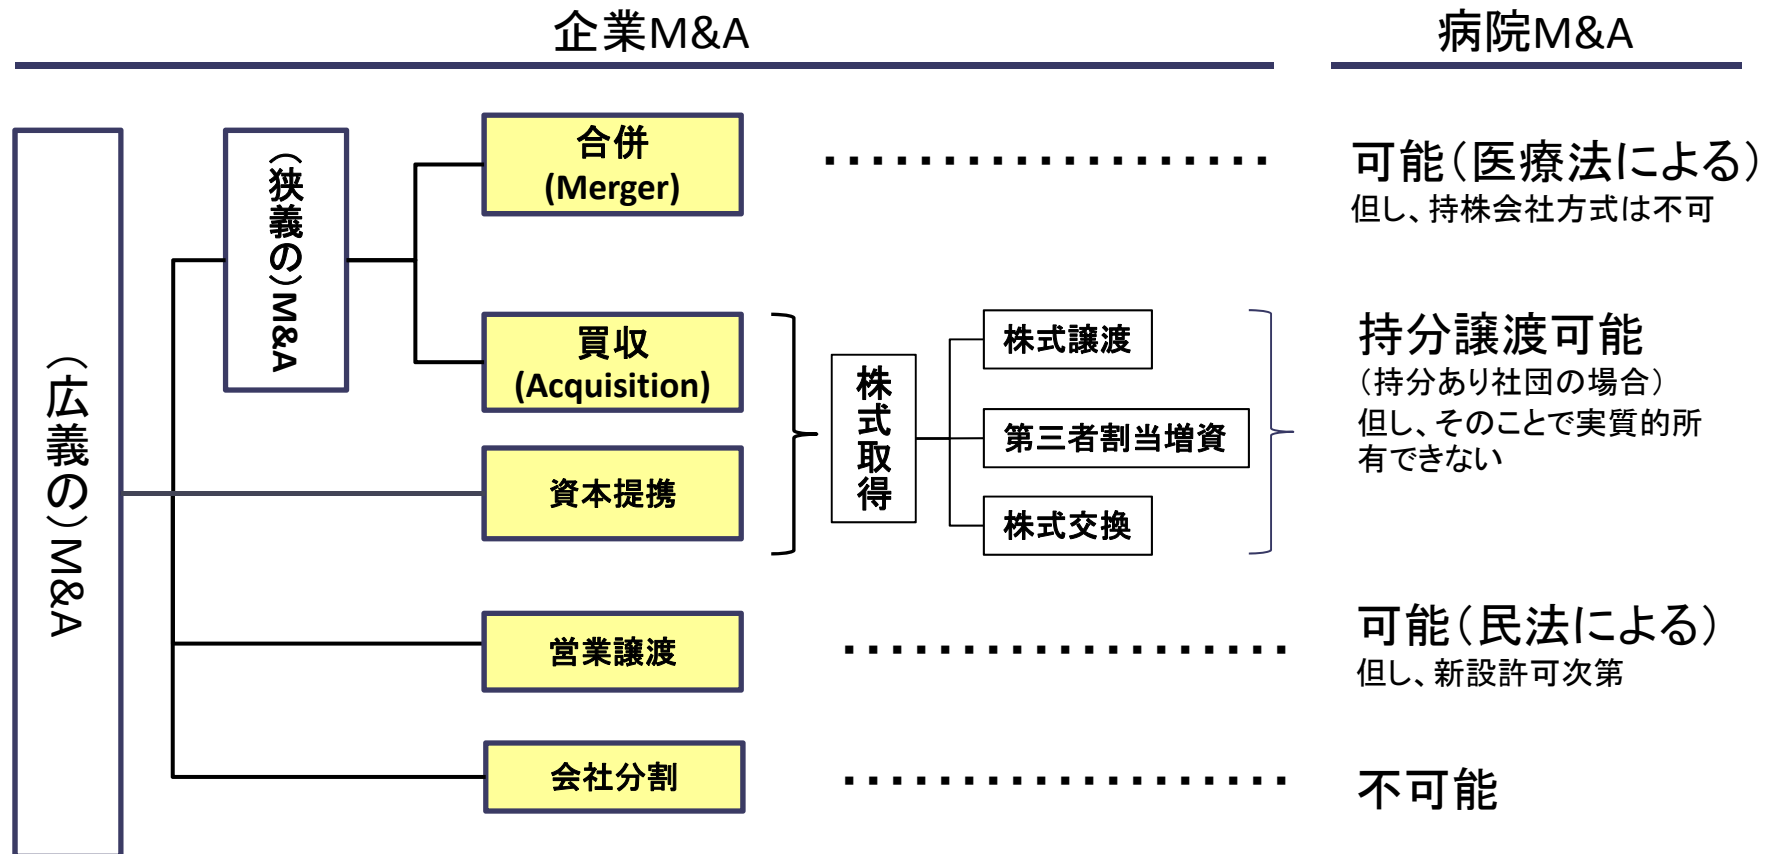 企業M&A
病院M&A
（広義の）M&A
（狭義の）M&A
合併
(Merger)
可能（医療法による）
但し、持株会社方式は不可
買収
(Acquisition)
資本提携
株式取得
株式譲渡
第三者割当増資
株式交換
持分譲渡可能
（持分あり社団の場合）
但し、そのことで実質的所
有できない
営業譲渡
可能（民法による）
但し、新設許可次第
会社分割
不可能